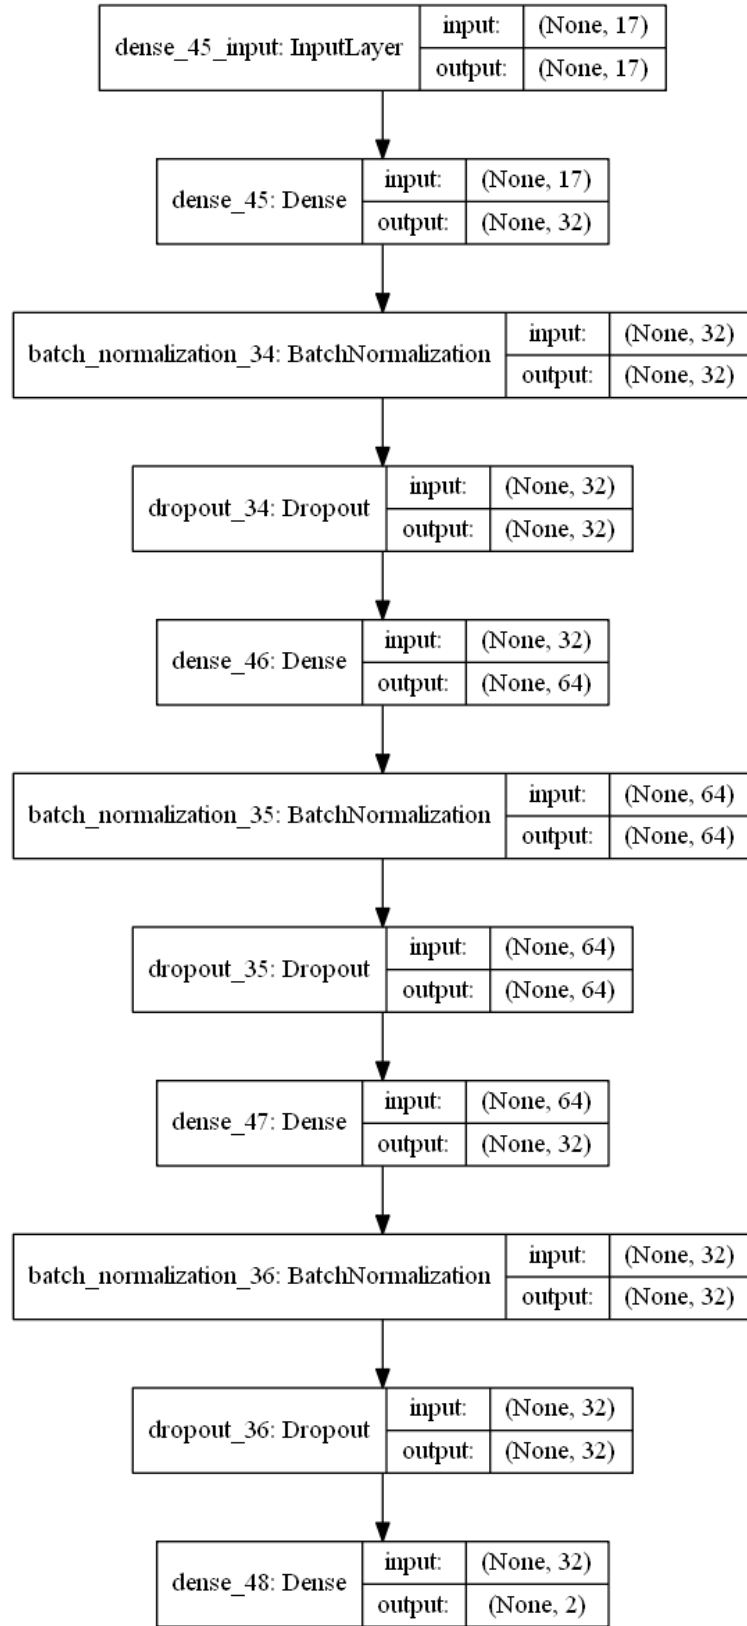 dense_45_input: InputLayer
input: (None, 17)
output: (None, 17)
dense_45: Dense
input: (None, 17)
output: (None, 32)
batch_normalization_34: BatchNormalization
input: (None, 32)
output: (None, 32)
dropout_34: Dropout
input: (None, 32)
output: (None, 32)
dense_46: Dense
input: (None, 32)
output: (None, 64)
batch_normalization_35: BatchNormalization
input: (None, 64)
output: (None, 64)
dropout_35: Dropout
input: (None, 64)
output: (None, 64)
dense_47: Dense
input: (None, 64)
output: (None, 32)
batch_normalization_36: BatchNormalization
input: (None, 32)
output: (None, 32)
dropout_36: Dropout
input: (None, 32)
output: (None, 32)
dense_48: Dense
input: (None, 32)
output: (None, 2)